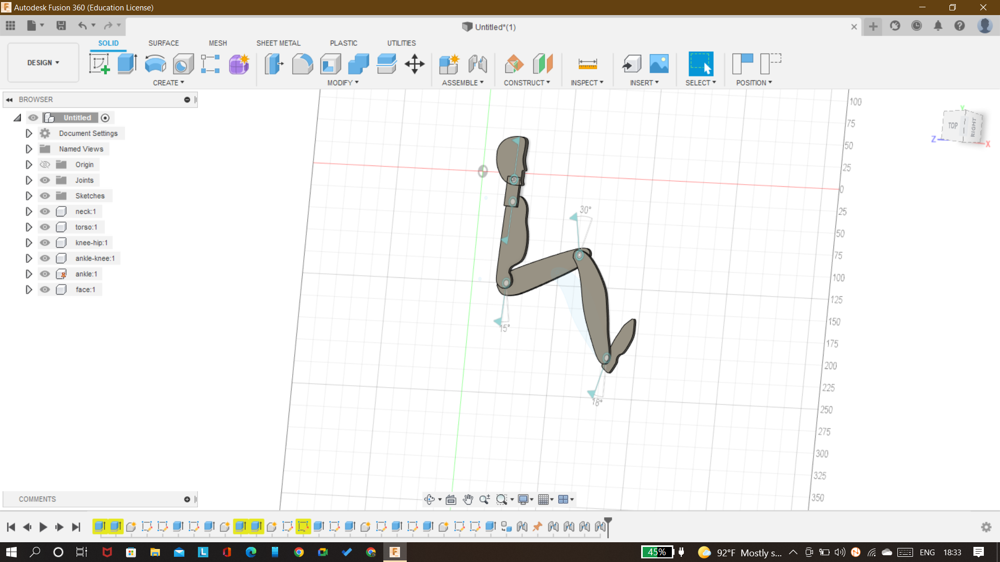 Autodesk Fusion 360 (Education License)
Untitled*(1)
SOLID SURFACE MESH SHEET METAL PLASTIC UTILITIES
DESIGN
CREATE MODIFY ASSEMBLE CONSTRUCT INSPECT INSERT SELECT POSITION
BROWSER
Untitled
Document Settings
Named Views
Origin
Joints
Sketches
neck:1
torso:1
knee-hip:1
ankle-knee:1
ankle:1
face:1
100
75
50
25
0
25
50
75
100
125
150
175
200
225
250
275
300
325
350
30°
15°
18°
Y
TOP RIGHT
Z X
COMMENTS
45% 92°F Mostly s... ENG 18:33